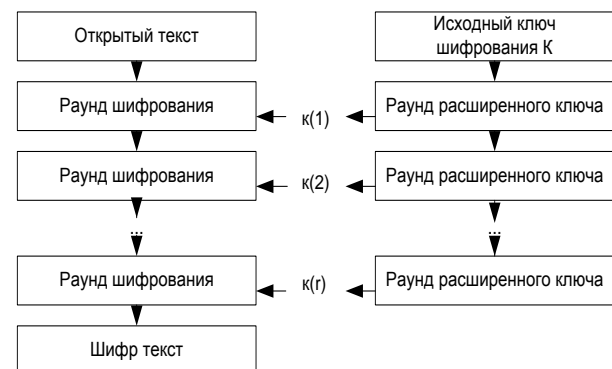 Открытый текст
Исходный ключ
шифрования К
Раунд шифрования
к(1)
Раунд расширенного ключа
Раунд шифрования
к(2)
Раунд расширенного ключа
...
...
Раунд шифрования
к(r)
Раунд расширенного ключа
Шифр текст